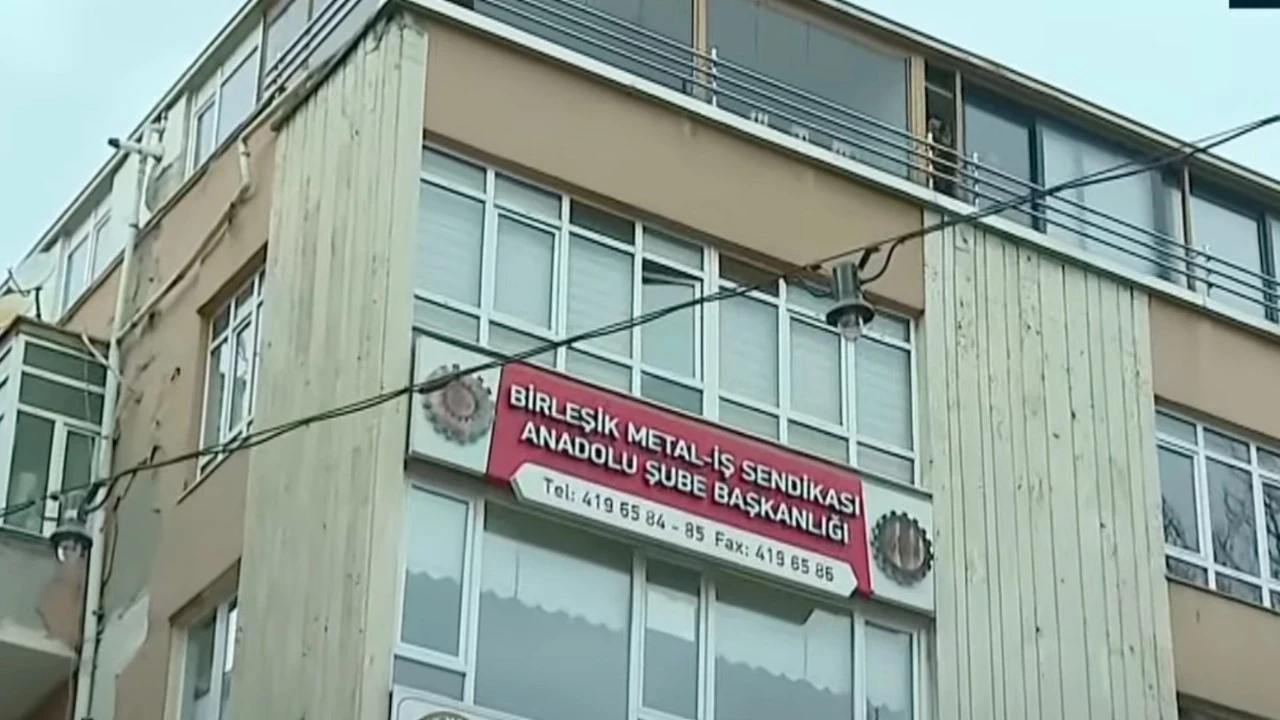 BİRLEŞİK METAL-İŞ SENDİKASI
ANADOLU ŞUBE BAŞKANLIĞI
Tel: 419 65 84 - 85 Fax: 419 65 86